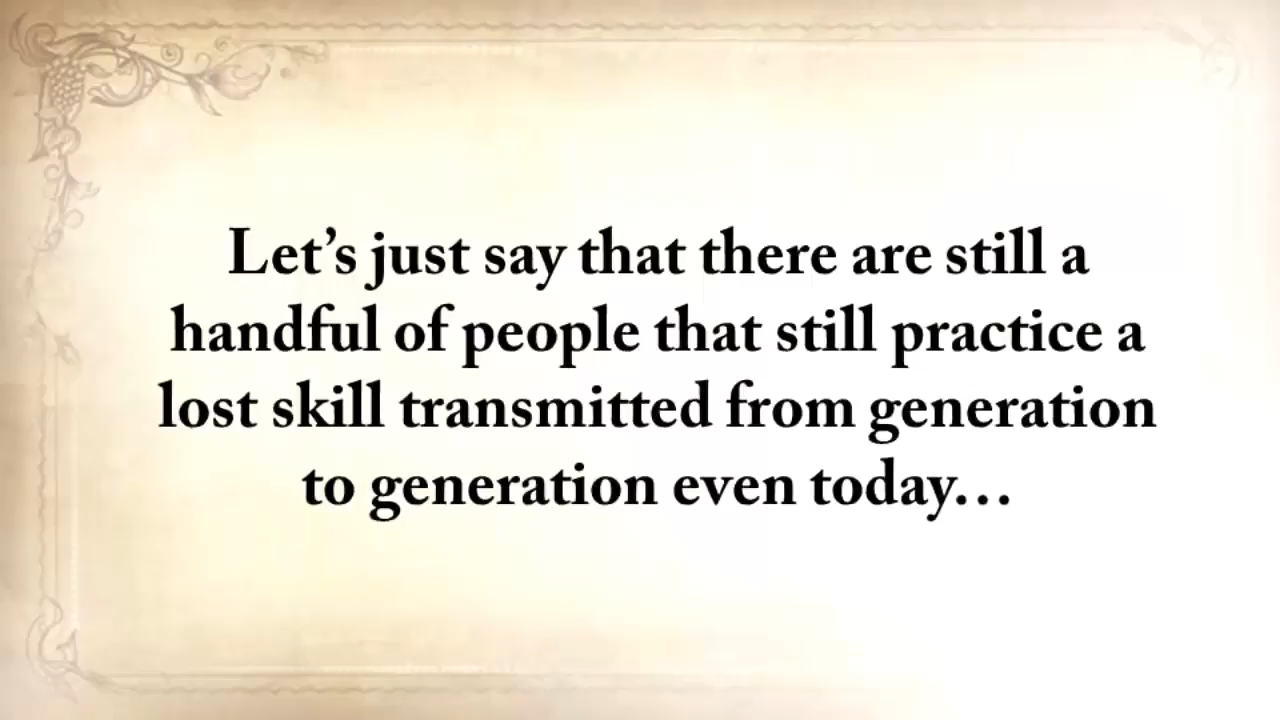 Let’s just say that there are still a
handful of people that still practice a
lost skill transmitted from generation
to generation even today…